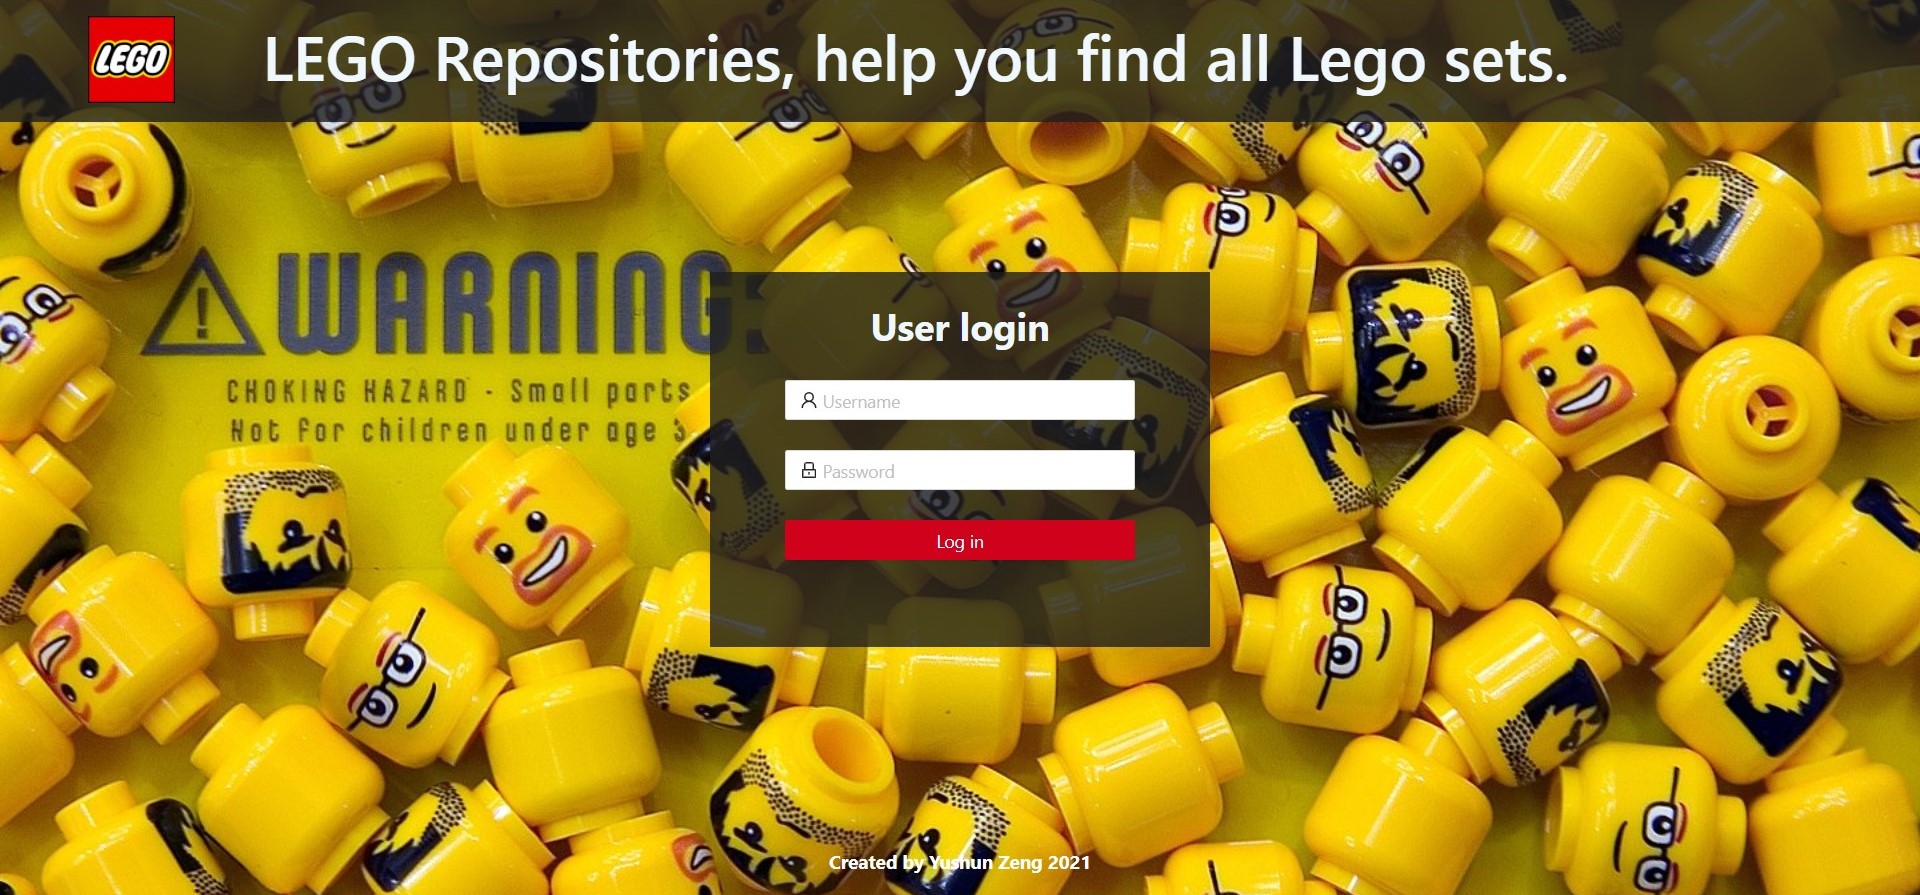 LEGO
LEGO Repositories, help you find all Lego sets.
WARNING:
CHOKING HAZARD - Small parts
Not for children under age 3
User login
Username
Password
Log in
Created by Yushun Zeng 2021